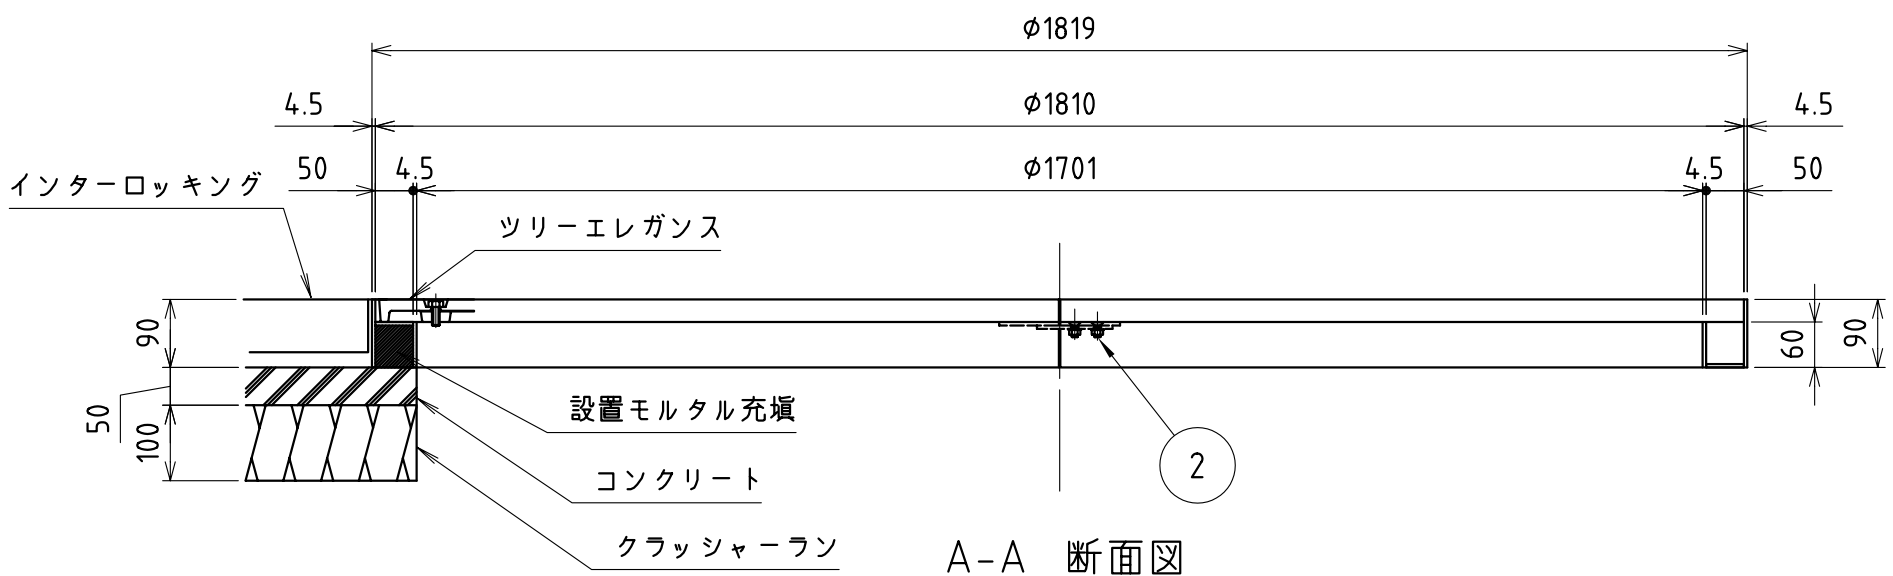 φ1819
4.5
φ1810
4.5
50
4.5
φ1701
4.5
50
インターロッキング
ツリーエレガンス
90
60
90
50
100
設置モルタル充塡
2
コンクリート
クラッシャーラン
A-A 断面図